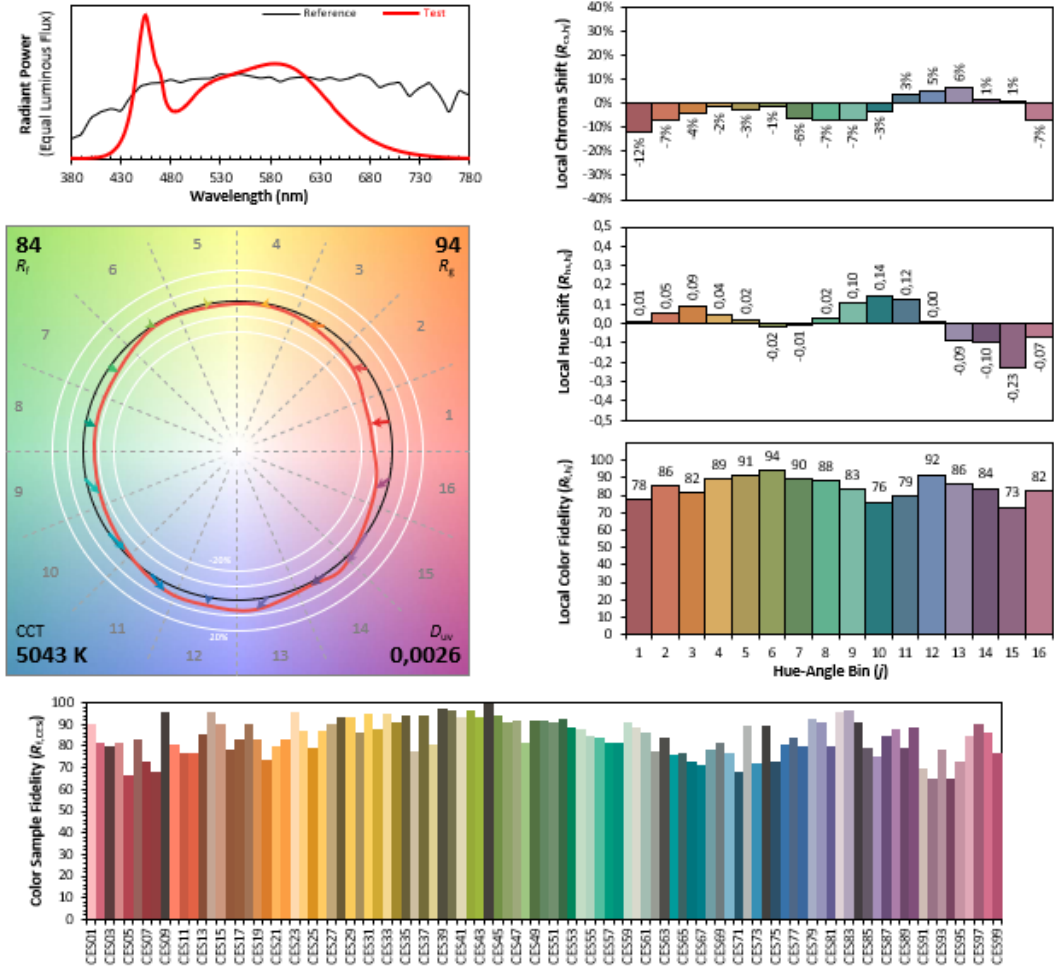 Reference
Test
Radiant Power
(Equal Luminous Flux)
380 430 480 530 580 630 680 730 780
Wavelength (nm)
Local Chroma Shift (Rcs,hj)
40%
30%
20%
10%
0%
-10%
-20%
-30%
-40%
-12% -7% -4% -2% -3% -1% -6% -7% -7% -3% 3% 5% 6% 1% 1% -7%
84
Rf
94
Rg
5 4
6 3
7 2
8 1
9 16
10 15
11 14
12 13
-20%
20%
CCT
5043 K
Duv
0,0026
Local Hue Shift (Rhs,hj)
0,5
0,4
0,3
0,2
0,1
0,0
-0,1
-0,2
-0,3
-0,4
-0,5
0,01 0,05 0,09 0,04 0,02 -0,02 -0,01 0,02 0,10 0,14 0,12 0,00 -0,09 -0,10 -0,23 -0,07
Local Color Fidelity (Rf,hj)
100
90
80
70
60
50
40
30
20
10
0
78 86 82 89 91 94 90 88 83 76 79 92 86 84 73 82
1 2 3 4 5 6 7 8 9 10 11 12 13 14 15 16
Hue-Angle Bin (j)
Color Sample Fidelity (Rf,CESi)
100
90
80
70
60
50
40
30
20
10
0
CES01 CES03 CES05 CES07 CES09 CES11 CES13 CES15 CES17 CES19 CES21 CES23 CES25 CES27 CES29 CES31 CES33 CES35 CES37 CES39 CES41 CES43 CES45 CES47 CES49 CES51 CES53 CES55 CES57 CES59 CES61 CES63 CES65 CES67 CES69 CES71 CES73 CES75 CES77 CES79 CES81 CES83 CES85 CES87 CES89 CES91 CES93 CES95 CES97 CES99